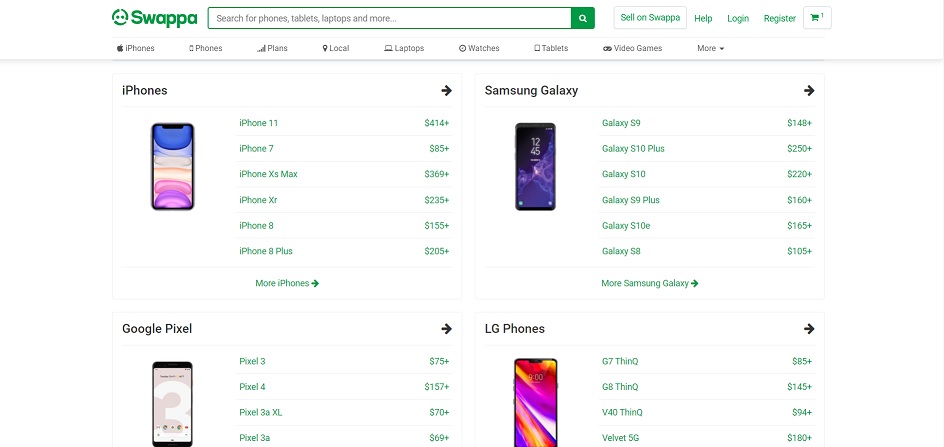 Swappa
Search for phones, tablets, laptops and more...
Sell on Swappa
Help
Login
Register
1
iPhones
Phones
Plans
Local
Laptops
Watches
Tablets
Video Games
More
iPhones
iPhone 11 $414+
iPhone 7 $85+
iPhone Xs Max $369+
iPhone Xr $235+
iPhone 8 $155+
iPhone 8 Plus $205+
More iPhones
Samsung Galaxy
12
45
Galaxy S9 $148+
Galaxy S10 Plus $250+
Galaxy S10 $220+
Galaxy S9 Plus $160+
Galaxy S10e $165+
Galaxy S8 $105+
More Samsung Galaxy
Google Pixel
3
Pixel 3 $75+
Pixel 4 $157+
Pixel 3a XL $70+
Pixel 3a $69+
LG Phones
G7 ThinQ $85+
G8 ThinQ $145+
V40 ThinQ $94+
Velvet 5G $180+